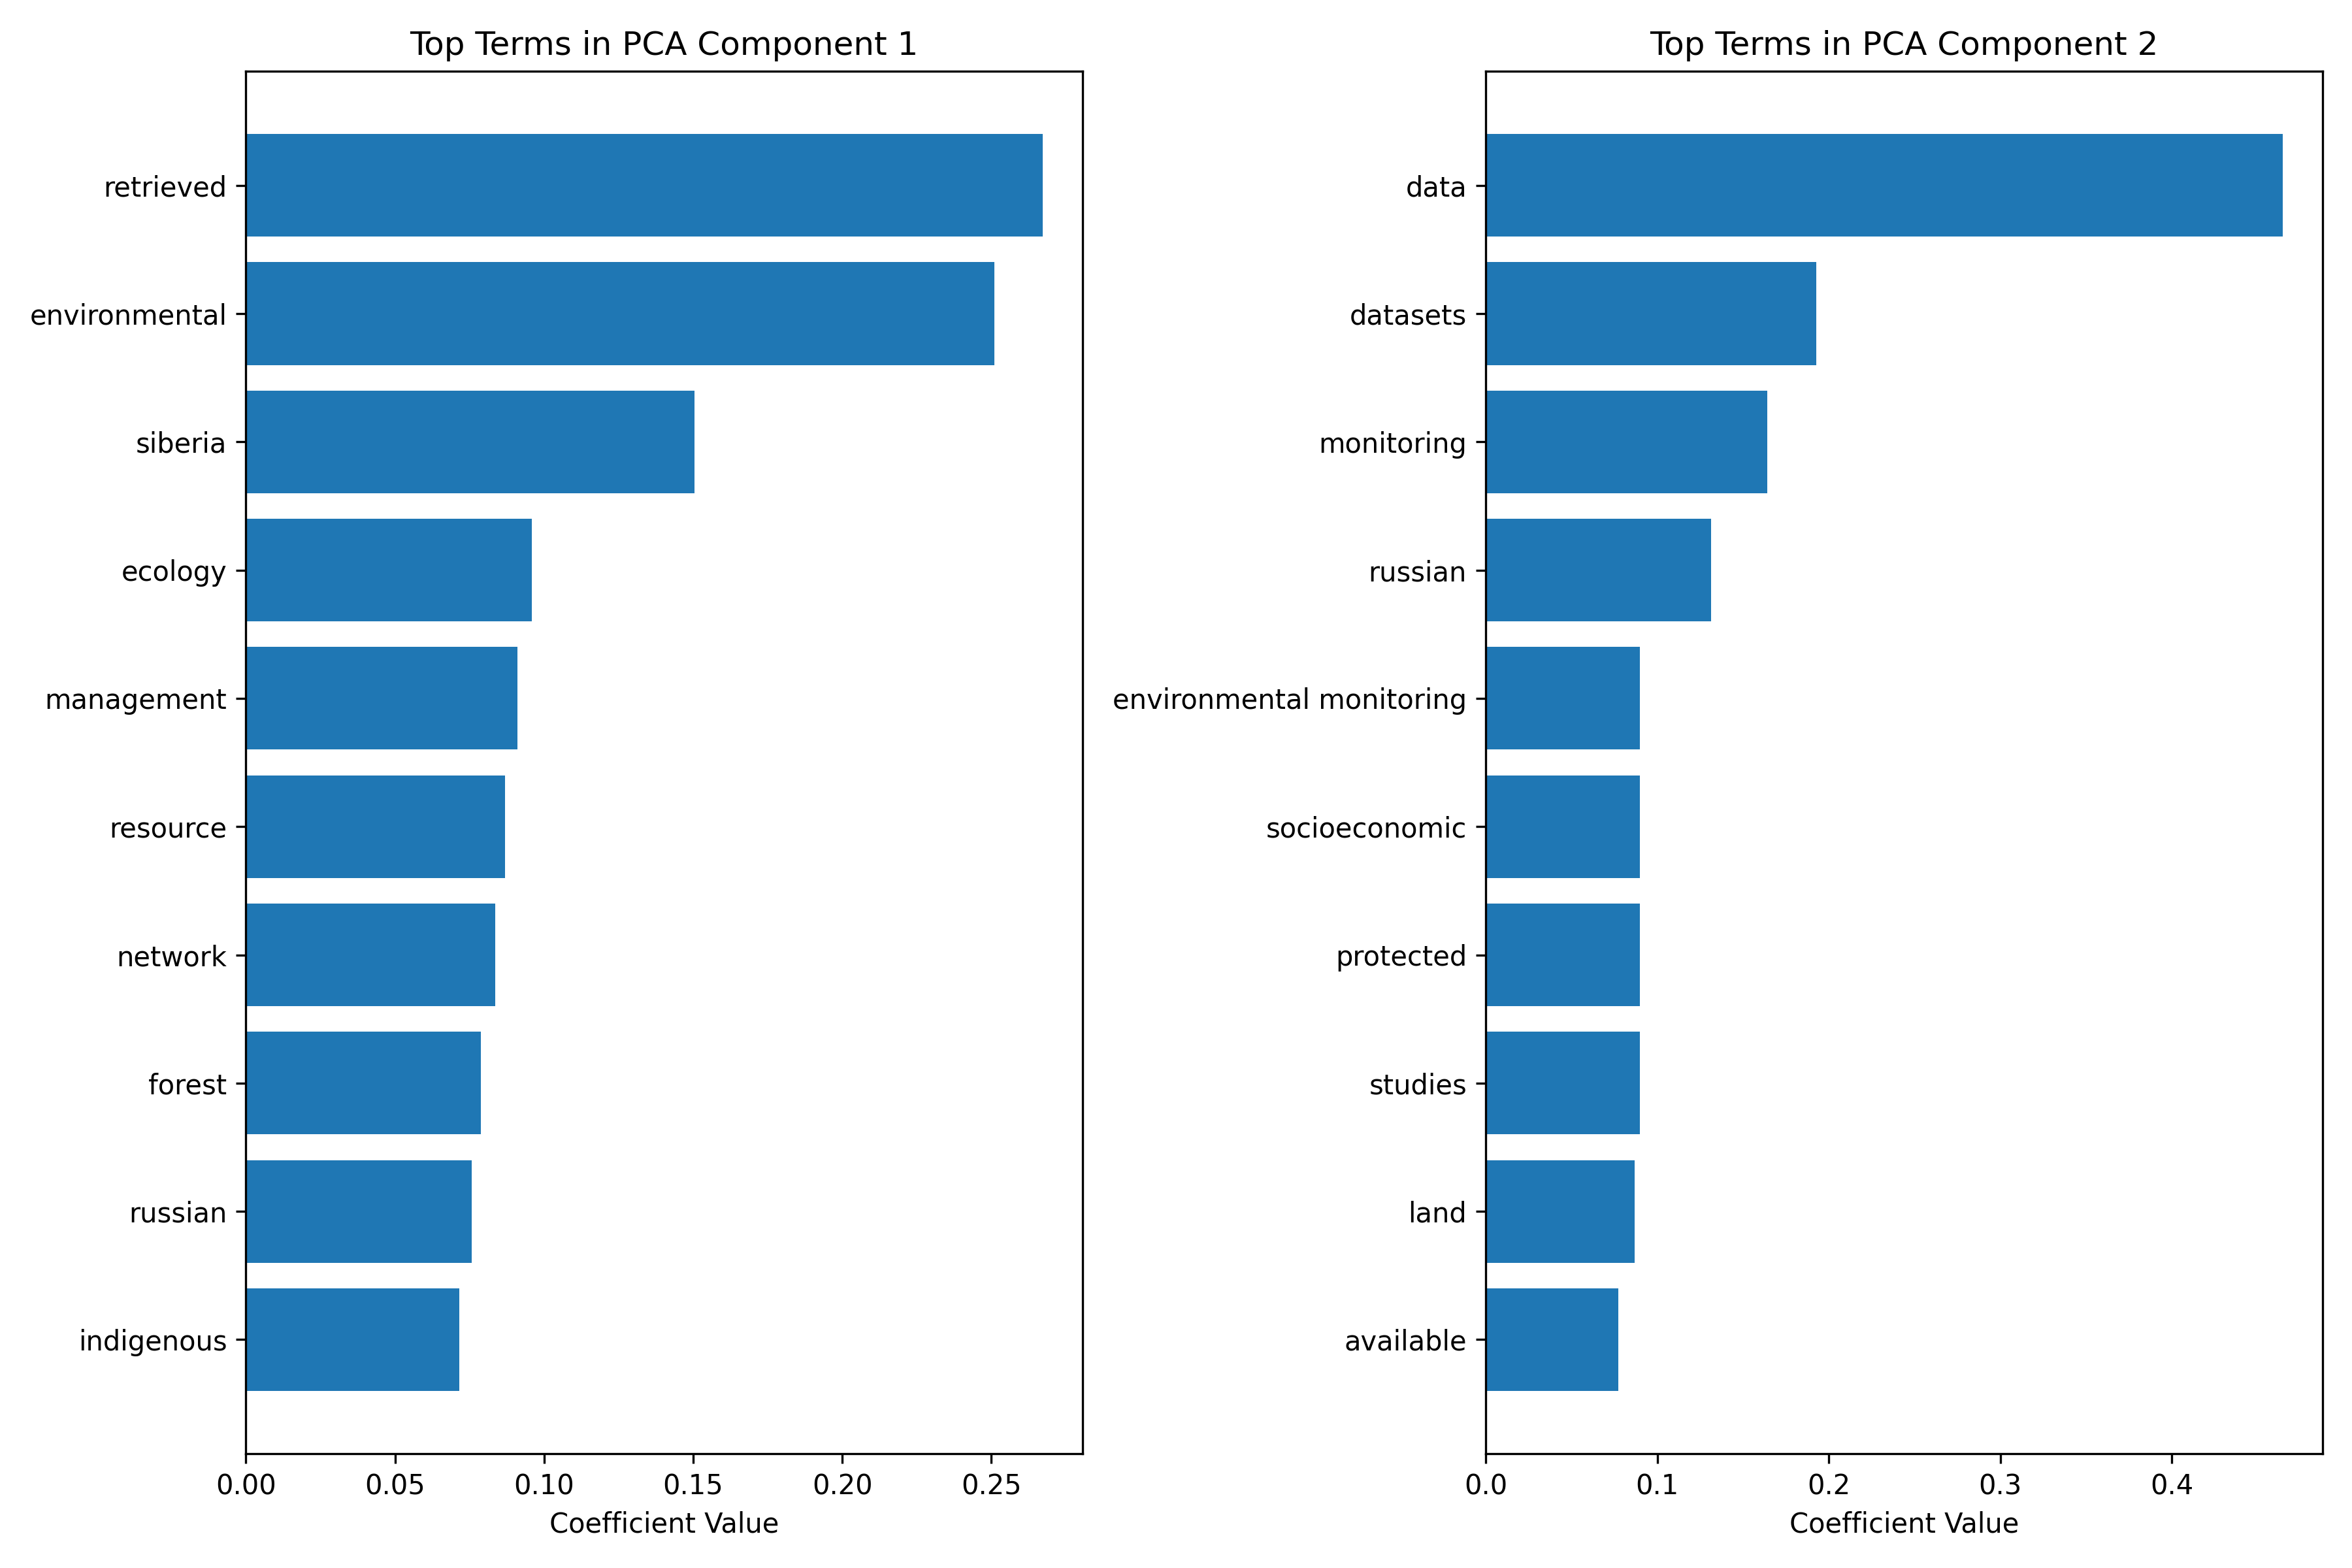 Top Terms in PCA Component 1
retrieved
environmental
siberia
ecology
management
resource
network
forest
russian
indigenous
0.00 0.05 0.10 0.15 0.20 0.25
Coefficient Value
Top Terms in PCA Component 2
data
datasets
monitoring
russian
environmental monitoring
socioeconomic
protected
studies
land
available
0.0 0.1 0.2 0.3 0.4
Coefficient Value